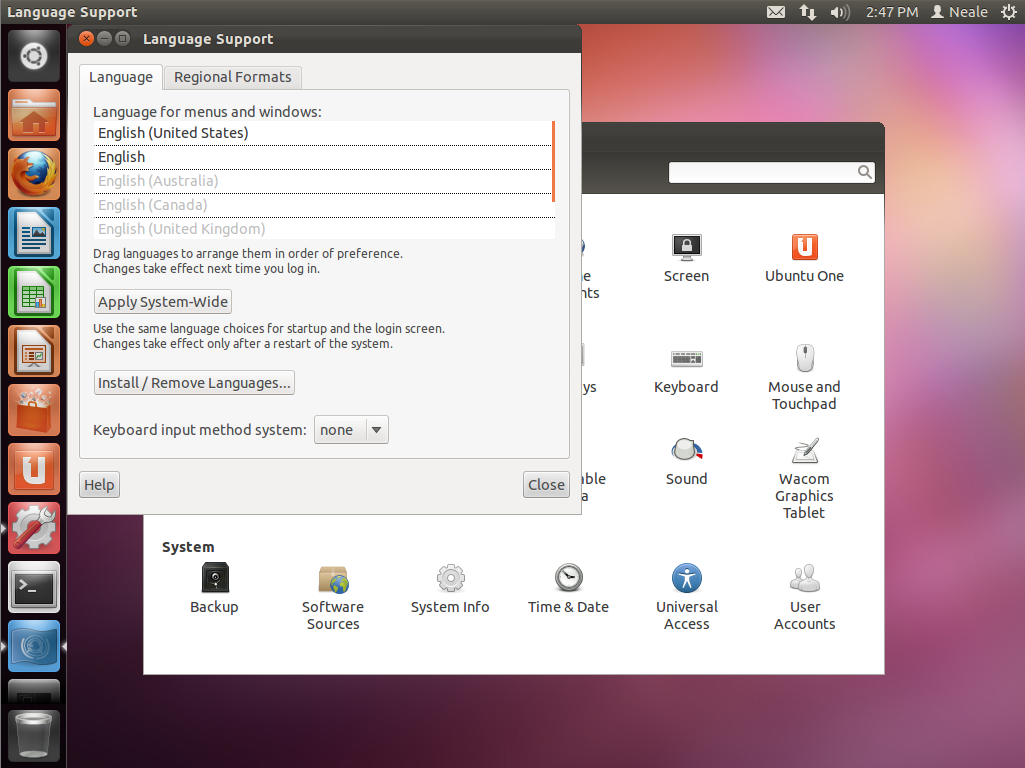 Language Support
2:47 PM
Neale
Language Support
Language
Regional Formats
Language for menus and windows:
English (United States)
English
English (Australia)
English (Canada)
English (United Kingdom)
Drag languages to arrange them in order of preference.
Changes take effect next time you log in.
Apply System-Wide
Use the same language choices for startup and the login screen.
Changes take effect only after a restart of the system.
Install / Remove Languages...
Keyboard input method system:
none
Help
Close
Screen
Ubuntu One
Keyboard
Mouse and
Touchpad
Sound
Wacom
Graphics
Tablet
System
Backup
Software
Sources
System Info
Time & Date
Universal
Access
User
Accounts